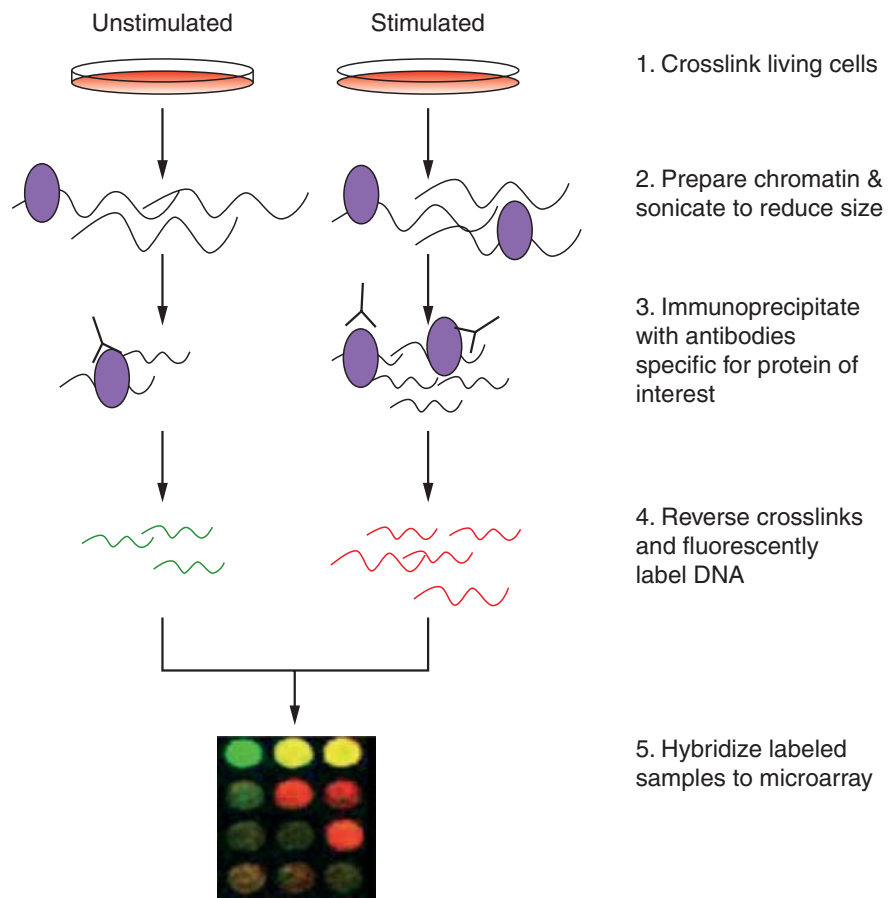 Unstimulated
Stimulated
1. Crosslink living cells
2. Prepare chromatin &
sonicate to reduce size
3. Immunoprecipitate
with antibodies
specific for protein of
interest
4. Reverse crosslinks
and fluorescently
label DNA
5. Hybridize labeled
samples to microarray